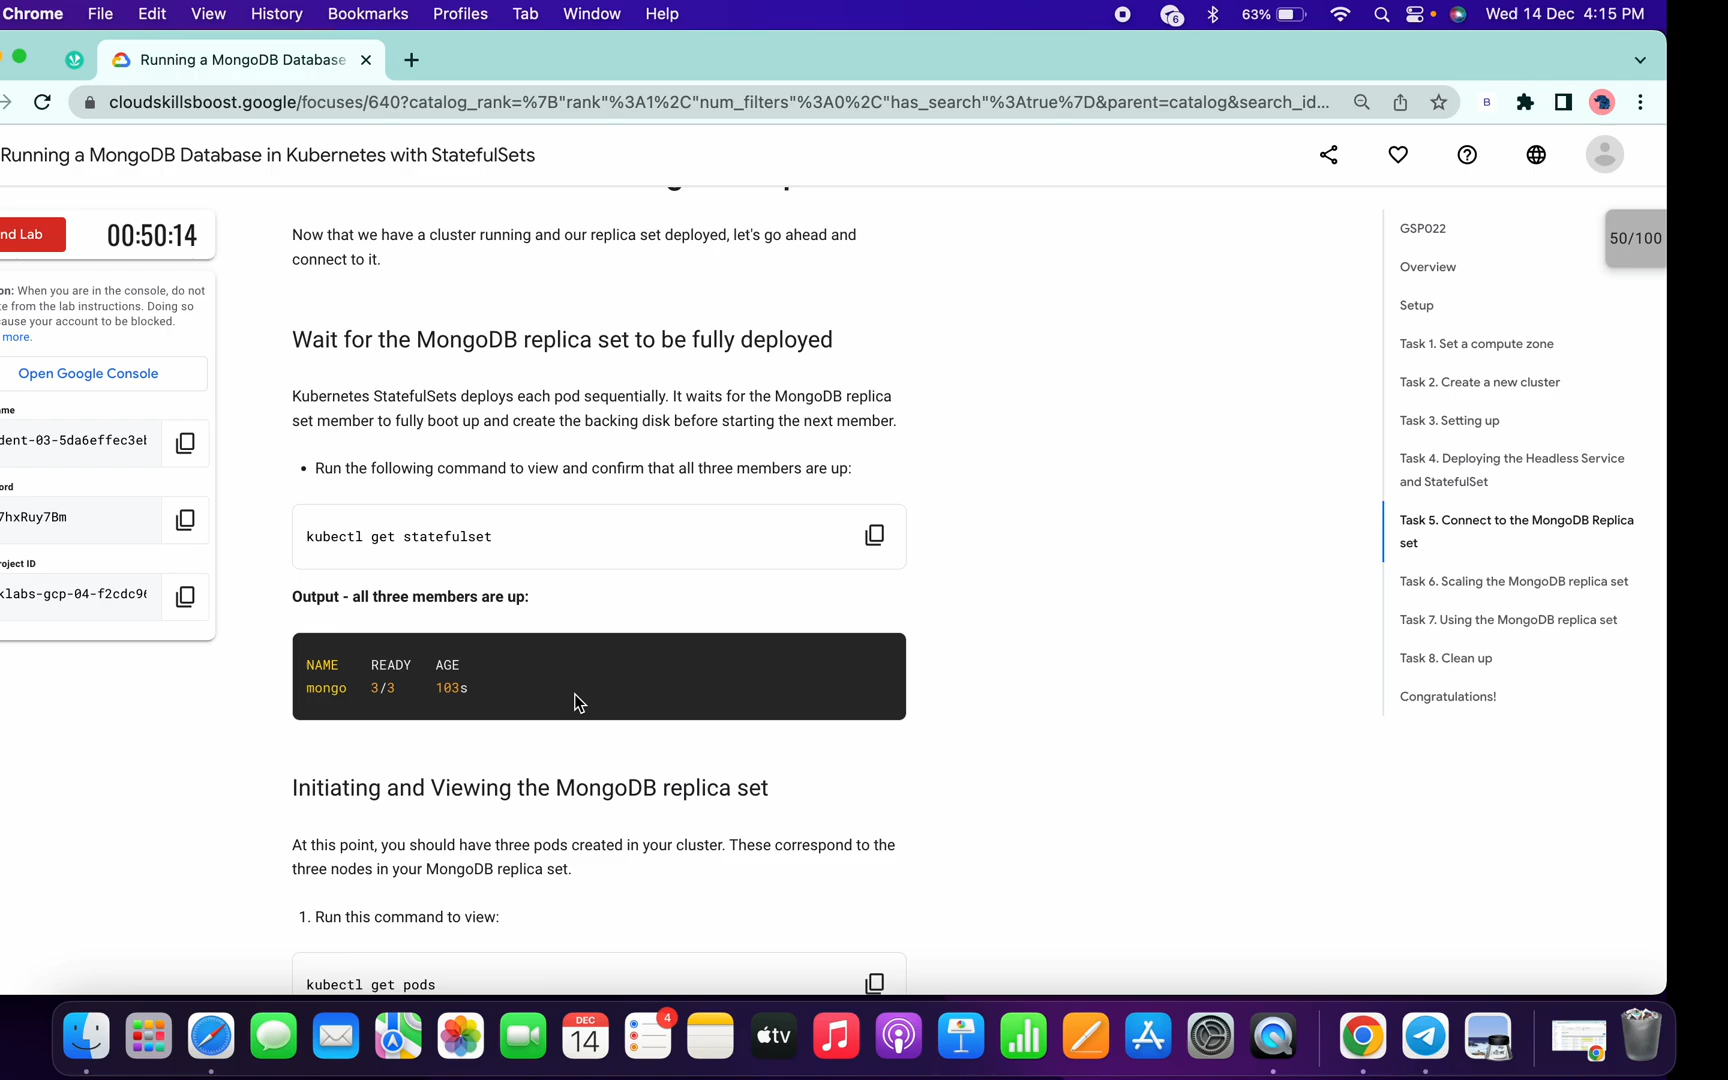 Chrome File Edit View History Bookmarks Profiles Tab Window Help 6 63% Wed 14 Dec 4:15 PM
Running a MongoDB Database
cloudskillsboost.google/focuses/640?catalog_rank=%7B"rank"%3A1%2C"num_filters"%3A0%2C"has_search"%3Atrue%7D&parent=catalog&search_id... B
Running a MongoDB Database in Kubernetes with StatefulSets
nd Lab 00:50:14
on: When you are in the console, do not
te from the lab instructions. Doing so
cause your account to be blocked.
more.
Open Google Console
me
dent-03-5da6effec3eb
ord
7hxRuy7Bm
roject ID
klabs-gcp-04-f2cdc96
Now that we have a cluster running and our replica set deployed, let's go ahead and
connect to it.
Wait for the MongoDB replica set to be fully deployed
Kubernetes StatefulSets deploys each pod sequentially. It waits for the MongoDB replica
set member to fully boot up and create the backing disk before starting the next member.
• Run the following command to view and confirm that all three members are up:
kubectl get statefulset
Output - all three members are up:
NAME READY AGE
mongo 3/3 103s
Initiating and Viewing the MongoDB replica set
At this point, you should have three pods created in your cluster. These correspond to the
three nodes in your MongoDB replica set.
1. Run this command to view:
kubectl get pods
GSP022
50/100
Overview
Setup
Task 1. Set a compute zone
Task 2. Create a new cluster
Task 3. Setting up
Task 4. Deploying the Headless Service
and StatefulSet
Task 5. Connect to the MongoDB Replica
set
Task 6. Scaling the MongoDB replica set
Task 7. Using the MongoDB replica set
Task 8. Clean up
Congratulations!
DEC
14
4
tv